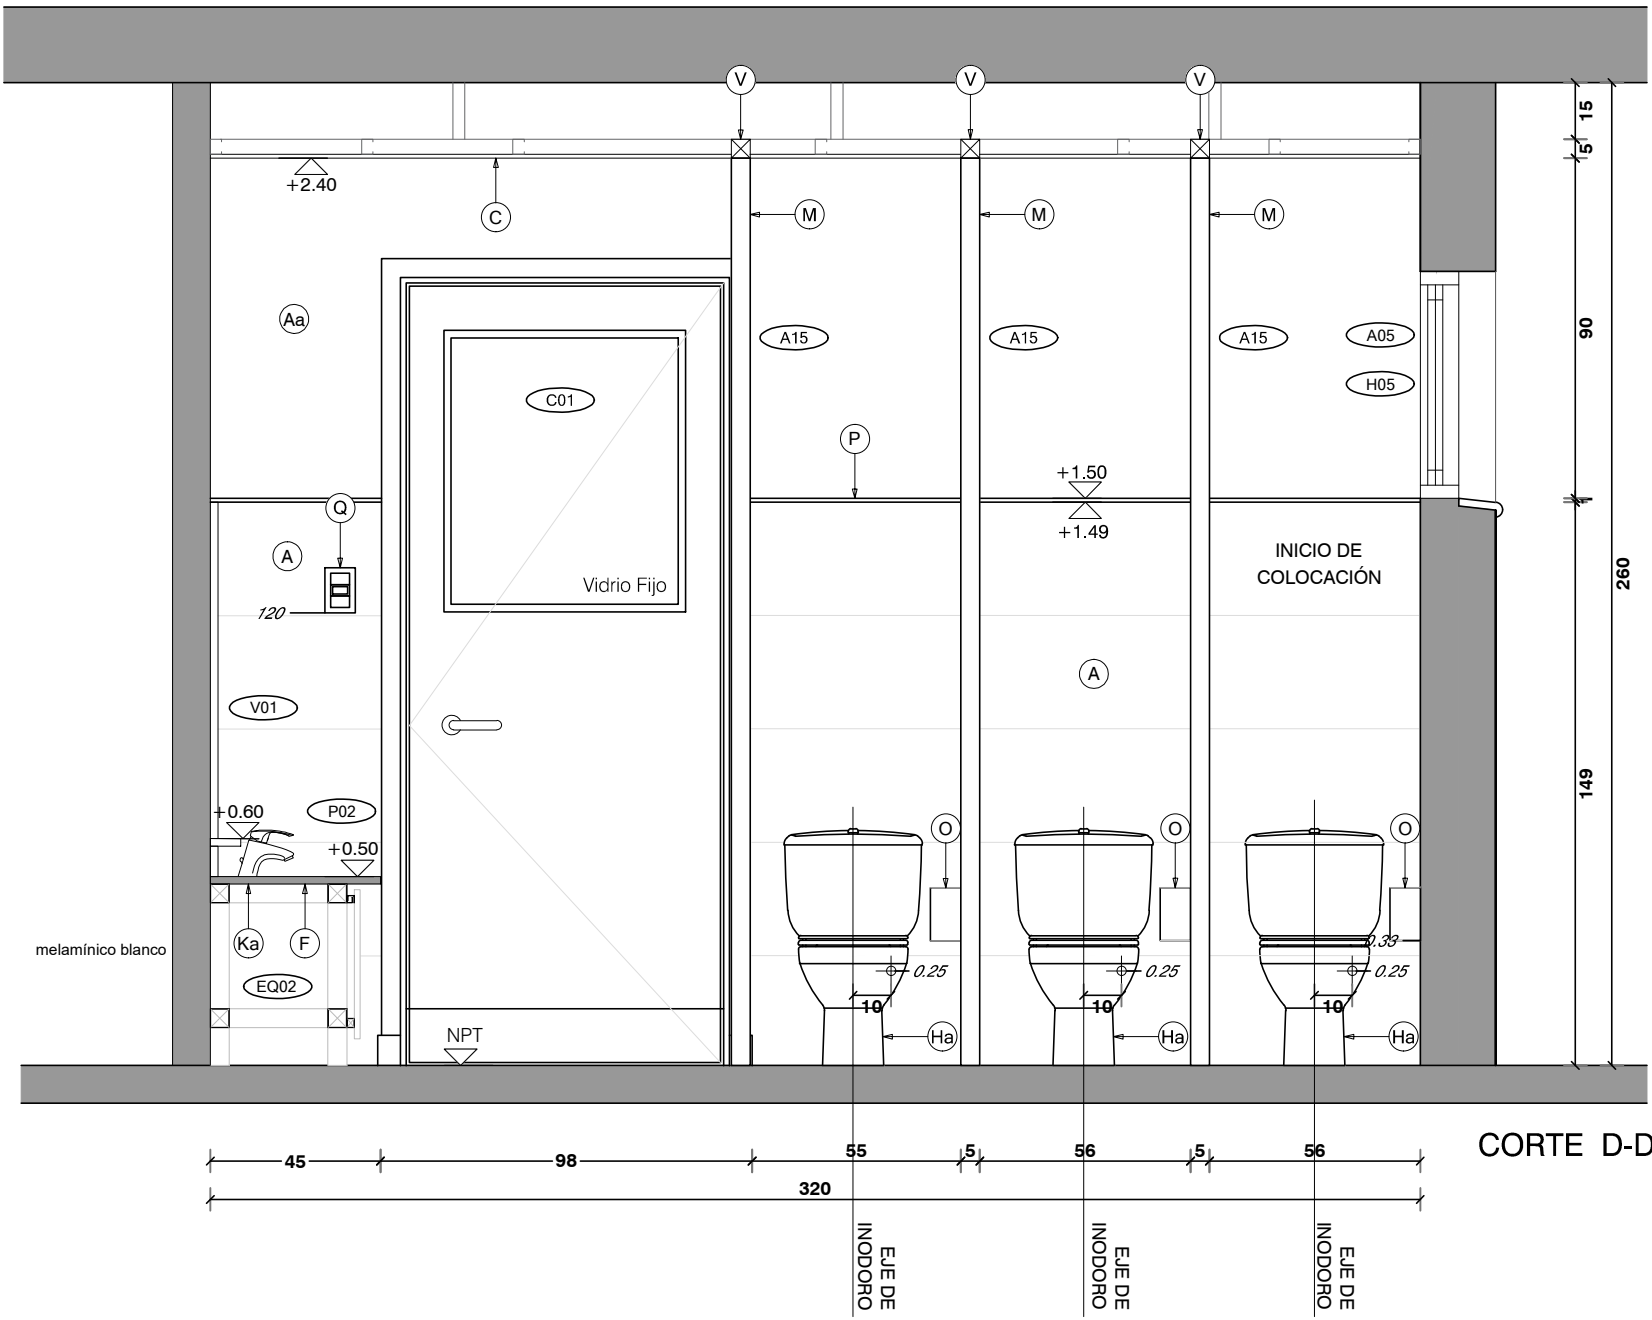 V V V
15
5
+2.40
C
M M M
Aa
A15 A15 A15 A05
90
H05
C01
P
+1.50
Q
1
+1.49
A
INICIO DE
COLOCACIÓN
260
Vidrio Fijo
120
A
V01
149
+0.60
P02
O O O
+0.50
Ka F
0.33
melamínico blanco
0.25 0.25 0.25
EQ02
10 10 10
NPT
Ha Ha Ha
CORTE D-D
45 98 55 5 56 5 56
320
EJE DE
INODORO
EJE DE
INODORO
EJE DE
INODORO